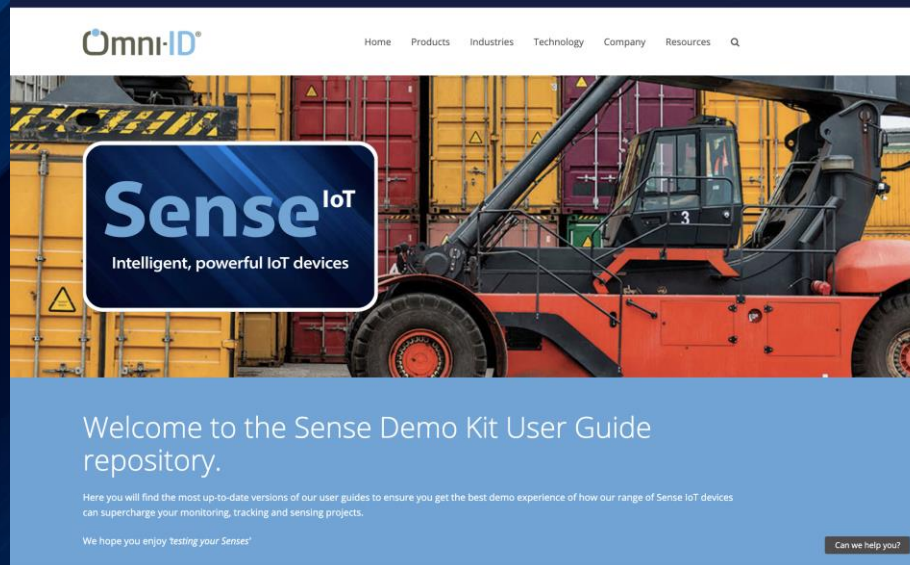 Omni-ID®
Home Products Industries Technology Company Resources
3
Sense IoT
Intelligent, powerful IoT devices
Welcome to the Sense Demo Kit User Guide
repository.
Here you will find the most up-to-date versions of our user guides to ensure you get the best demo experience of how our range of Sense IoT devices
can supercharge your monitoring, tracking and sensing projects.
We hope you enjoy 'testing your Senses'
Can we help you?